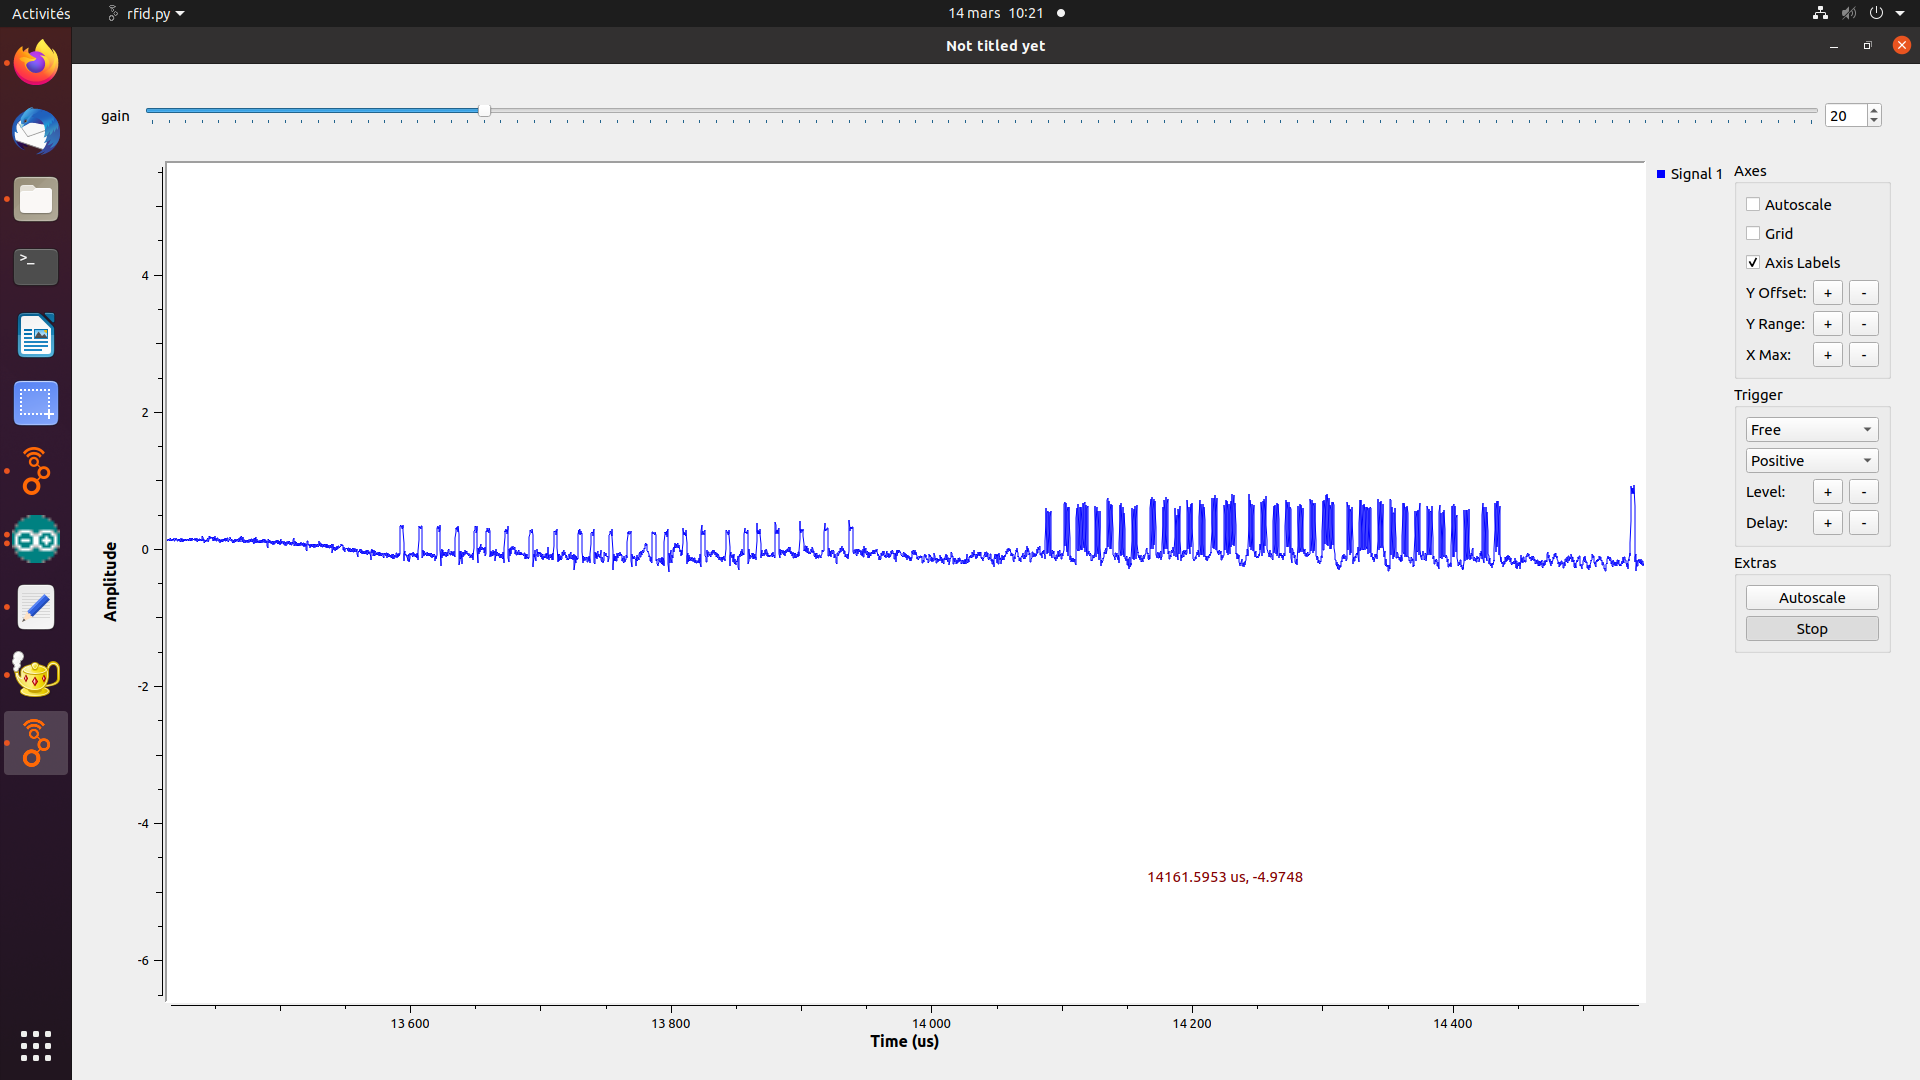 Activités rfid.py 14 mars 10:21
Not titled yet
gain 20
Signal 1
Axes
Autoscale
Grid
Axis Labels
Y Offset: + -
Y Range: + -
X Max: + -
Trigger
Free
Positive
Level: + -
Delay: + -
Extras
Autoscale
Stop
4
2
0
-2
-4
-6
Amplitude
14161.5953 us, -4.9748
13 600 13 800 14 000 14 200 14 400
Time (us)